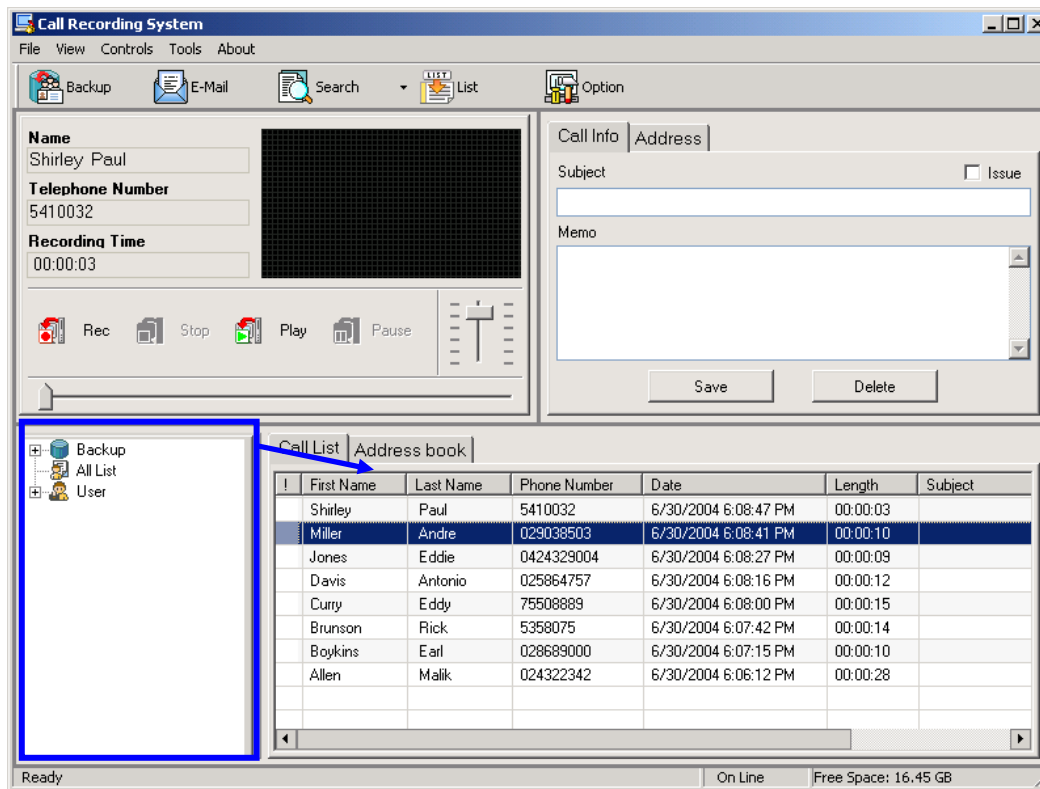 Call Recording System
File View Controls Tools About
Backup E-Mail Search LIST List Option
Name
Shirley Paul
Telephone Number
5410032
Recording Time
00:00:03
Rec Stop Play Pause
Call Info Address
Subject Issue
Memo
Save Delete
Backup
All List
User
Call List Address book
! First Name Last Name Phone Number Date Length Subject
Shirley Paul 5410032 6/30/2004 6:08:47 PM 00:00:03
Miller Andre 029038503 6/30/2004 6:08:41 PM 00:00:10
Jones Eddie 0424329004 6/30/2004 6:08:27 PM 00:00:09
Davis Antonio 025864757 6/30/2004 6:08:16 PM 00:00:12
Curry Eddy 75508889 6/30/2004 6:08:00 PM 00:00:15
Brunson Rick 5358075 6/30/2004 6:07:42 PM 00:00:14
Boykins Earl 028689000 6/30/2004 6:07:15 PM 00:00:10
Allen Malik 024322342 6/30/2004 6:06:12 PM 00:00:28
Ready On Line Free Space: 16.45 GB